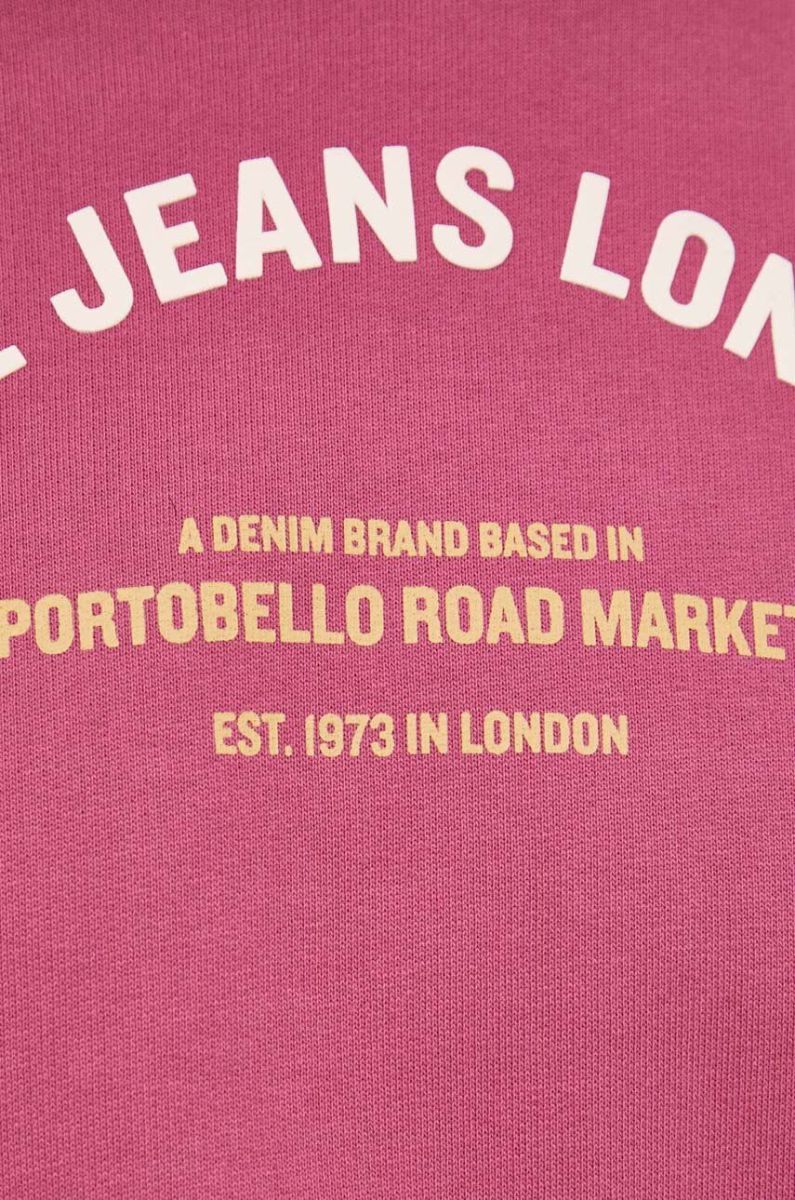 JEANS LON
A DENIM BRAND BASED IN
PORTOBELLO ROAD MARKET
EST. 1973 IN LONDON